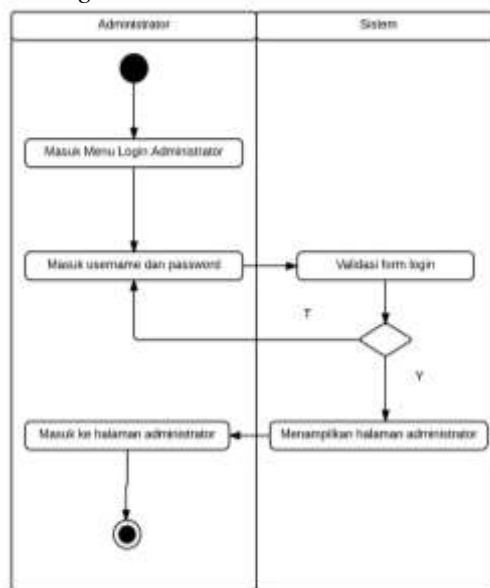 Administrator
Sistem
Masuk Menu Login Administrator
Masuk username dan password
Validasi form login
T
Y
Masuk ke halaman administrator
Menampilkan halaman administrator